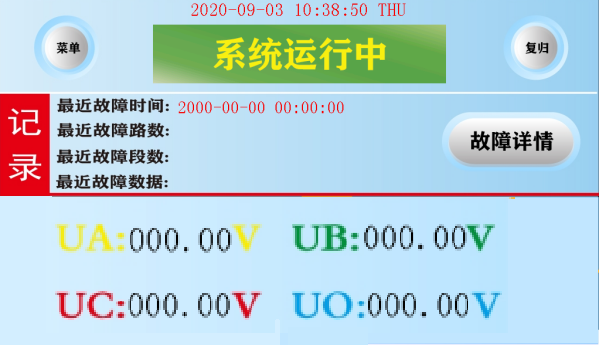 2020-09-03 10:38:50 THU
菜单
系统运行中
复归
记录
最近故障时间: 2000-00-00 00:00:00
最近故障路数:
最近故障段数:
最近故障数据:
故障详情
UA:000.00V
UB:000.00V
UC:000.00V
UO:000.00V